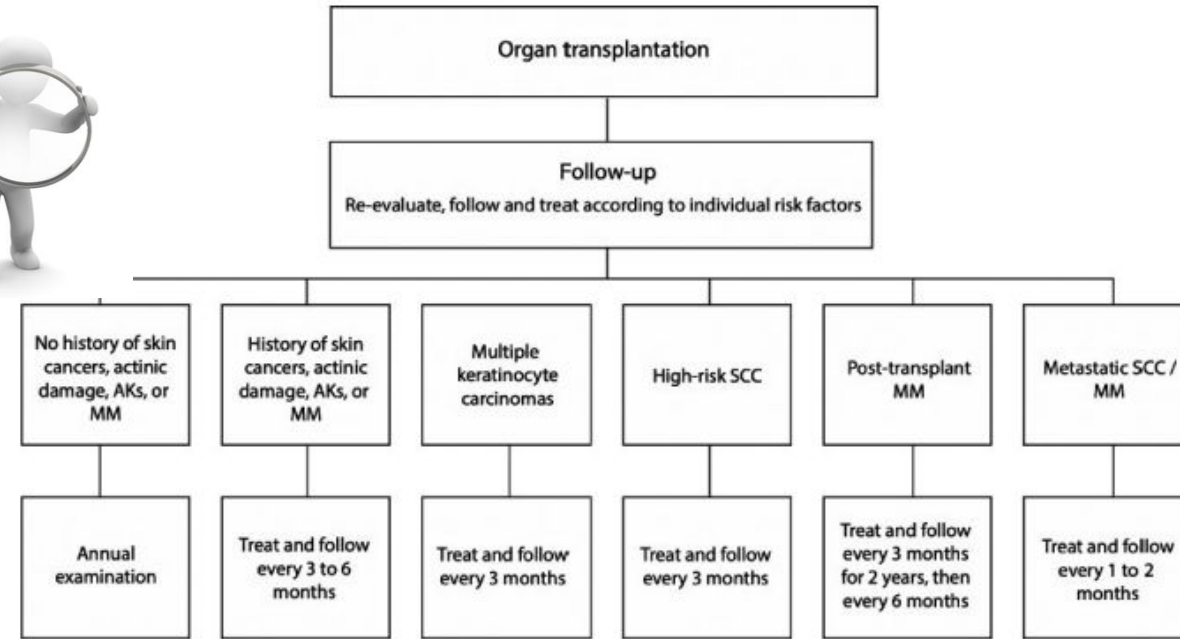 Organ transplantation
Follow-up
Re-evaluate, follow and treat according to individual risk factors
No history of skin
cancers, actinic
damage, AKs, or
MM
History of skin
cancers, actinic
damage, AKs, or
MM
Multiple
keratinocyte
carcinomas
High-risk SCC
Post-transplant
MM
Metastatic SCC /
MM
Annual
examination
Treat and follow
every 3 to 6
months
Treat and follow
every 3 months
Treat and follow
every 3 months
Treat and follow
every 3 months
for 2 years, then
every 6 months
Treat and follow
every 1 to 2
months